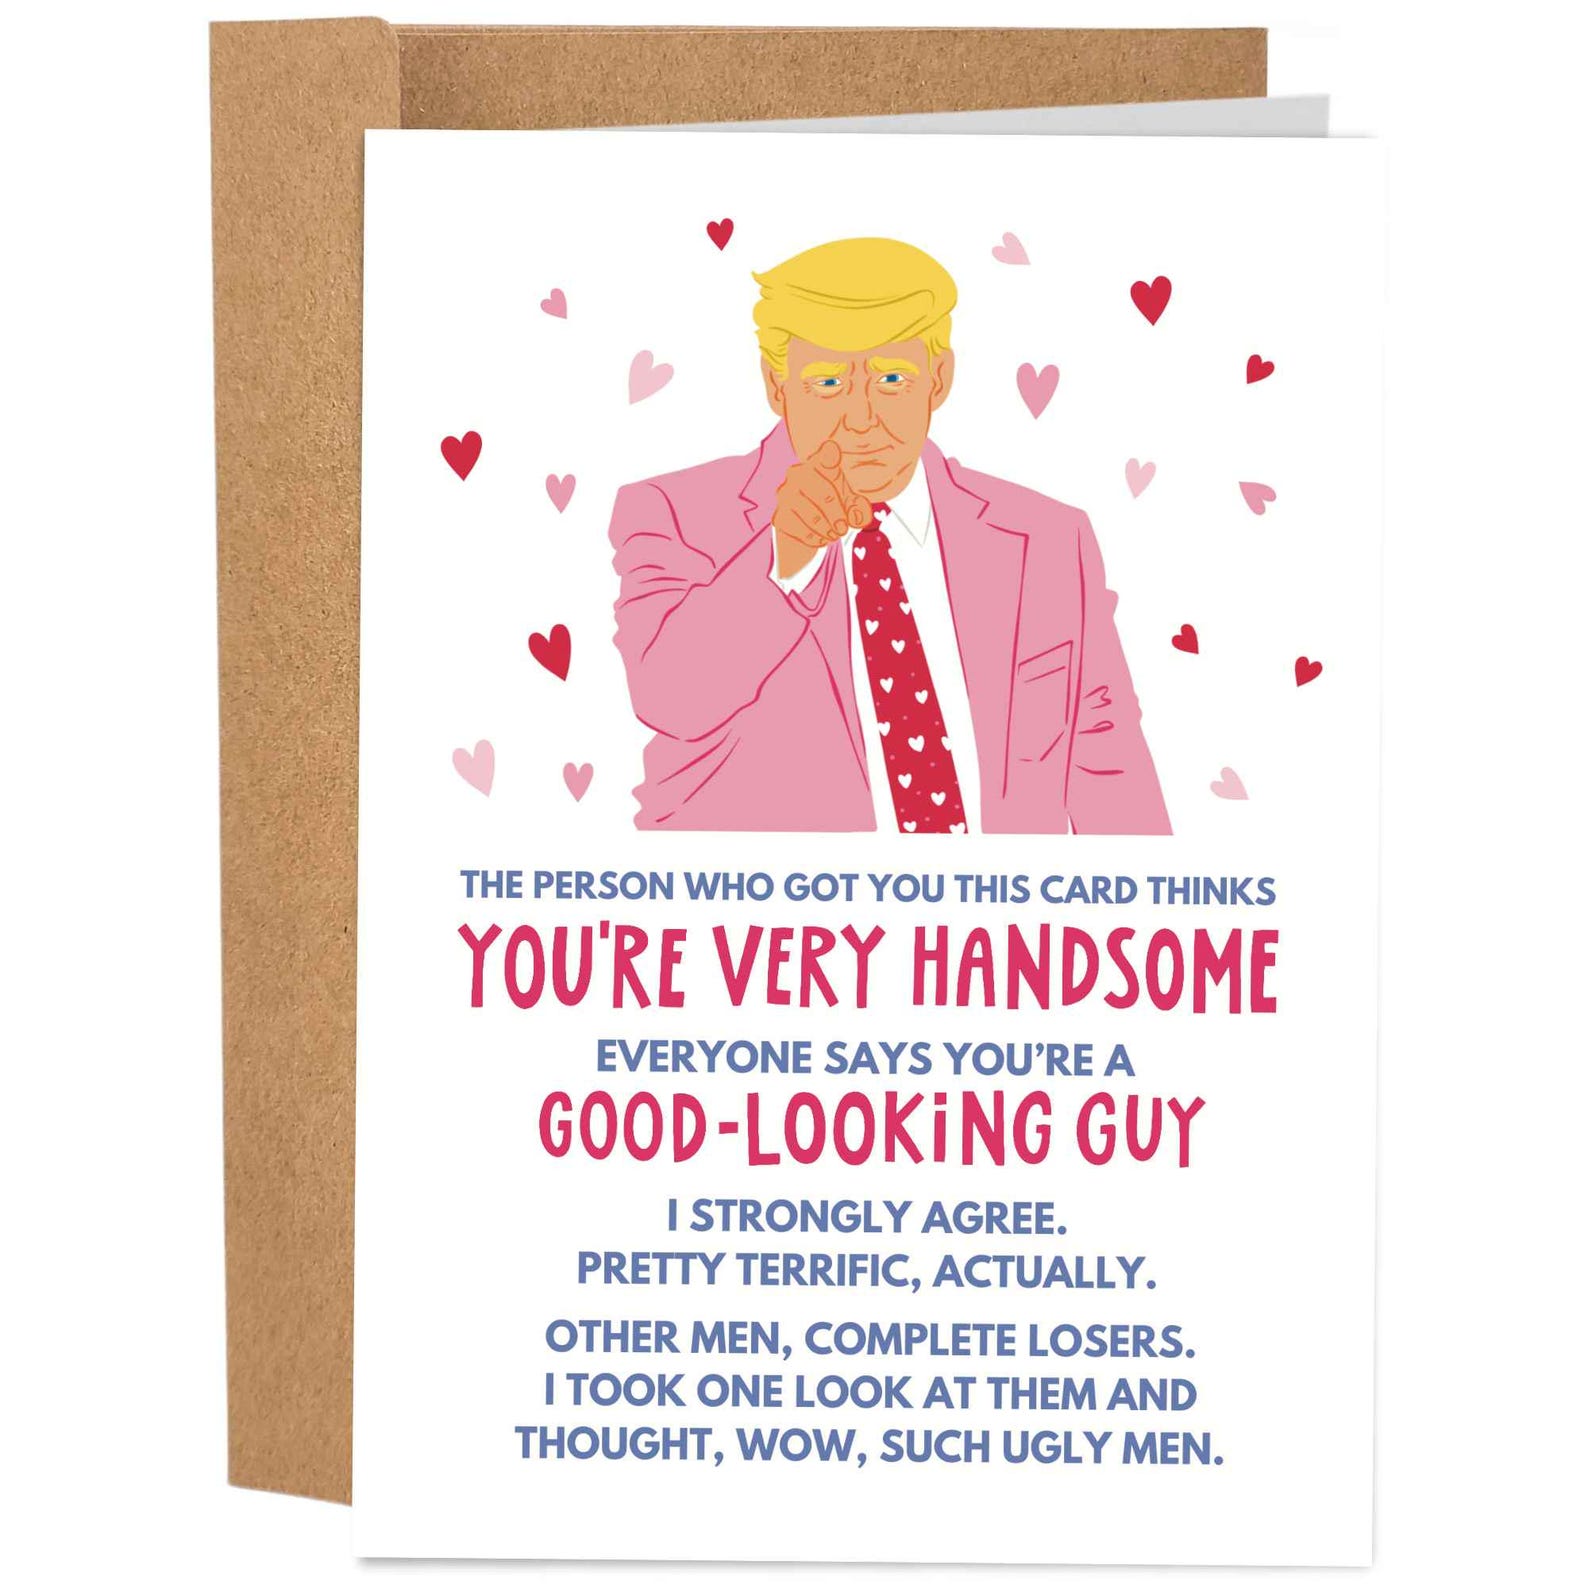 THE PERSON WHO GOT YOU THIS CARD THINKS
YOU'RE VERY HANDSOME
EVERYONE SAYS YOU’RE A
GOOD-LOOKiNG GUY
I STRONGLY AGREE.
PRETTY TERRIFIC, ACTUALLY.
OTHER MEN, COMPLETE LOSERS.
I TOOK ONE LOOK AT THEM AND
THOUGHT, WOW, SUCH UGLY MEN.